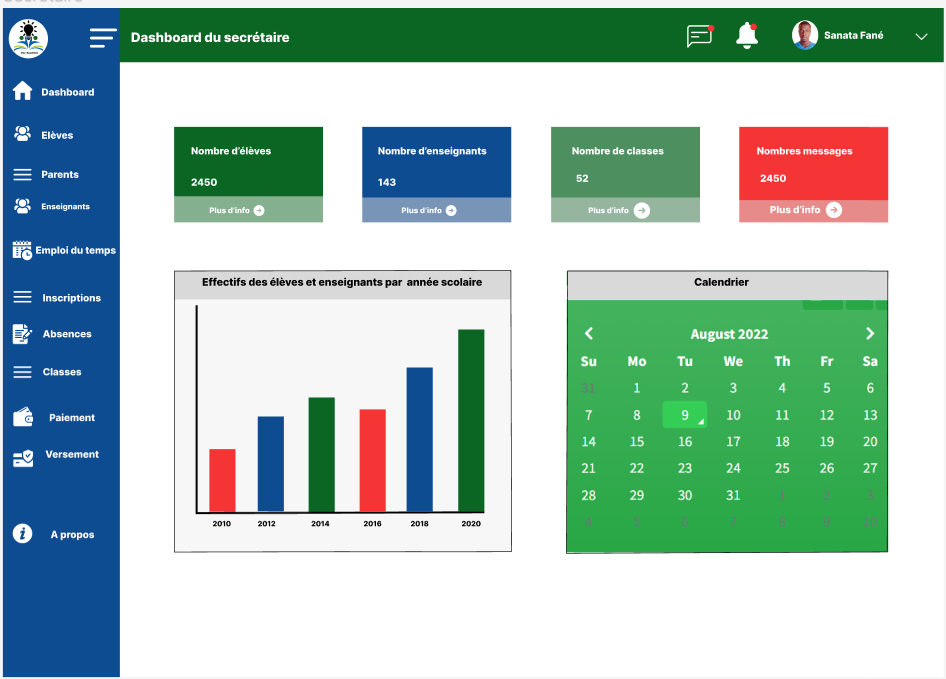 Secrétaire
Dashboard du secrétaire
Sanata Fané
Dashboard
Elèves
Parents
Enseignants
Emploi du temps
Inscriptions
Absences
Classes
Paiement
Versement
A propos
Nombre d'élèves
2450
Plus d'info
Nombre d'enseignants
143
Plus d'info
Nombre de classes
52
Plus d'info
Nombres messages
2450
Plus d'info
Effectifs des élèves et enseignants par année scolaire
2010 2012 2014 2016 2018 2020
Calendrier
August 2022
Su Mo Tu We Th Fr Sa
31 1 2 3 4 5 6
7 8 9 10 11 12 13
14 15 16 17 18 19 20
21 22 23 24 25 26 27
28 29 30 31 1 2 3
4 5 6 7 8 9 10